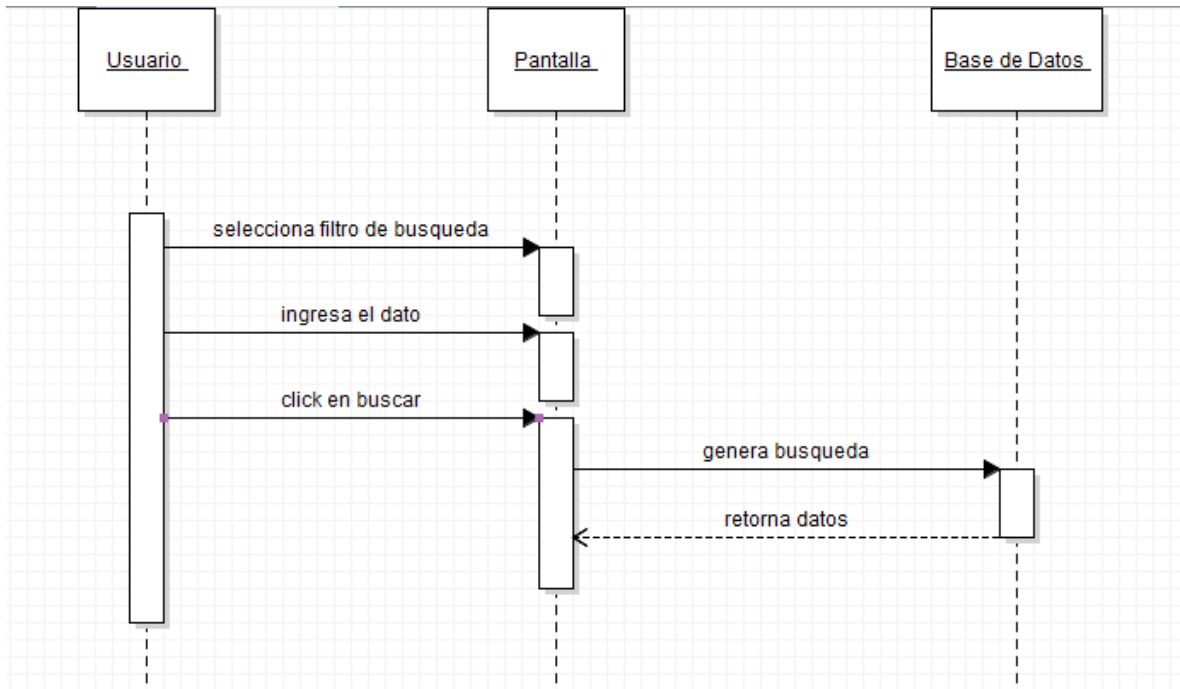 Usuario
Pantalla
Base de Datos
selecciona filtro de busqueda
ingresa el dato
click en buscar
genera busqueda
retorna datos